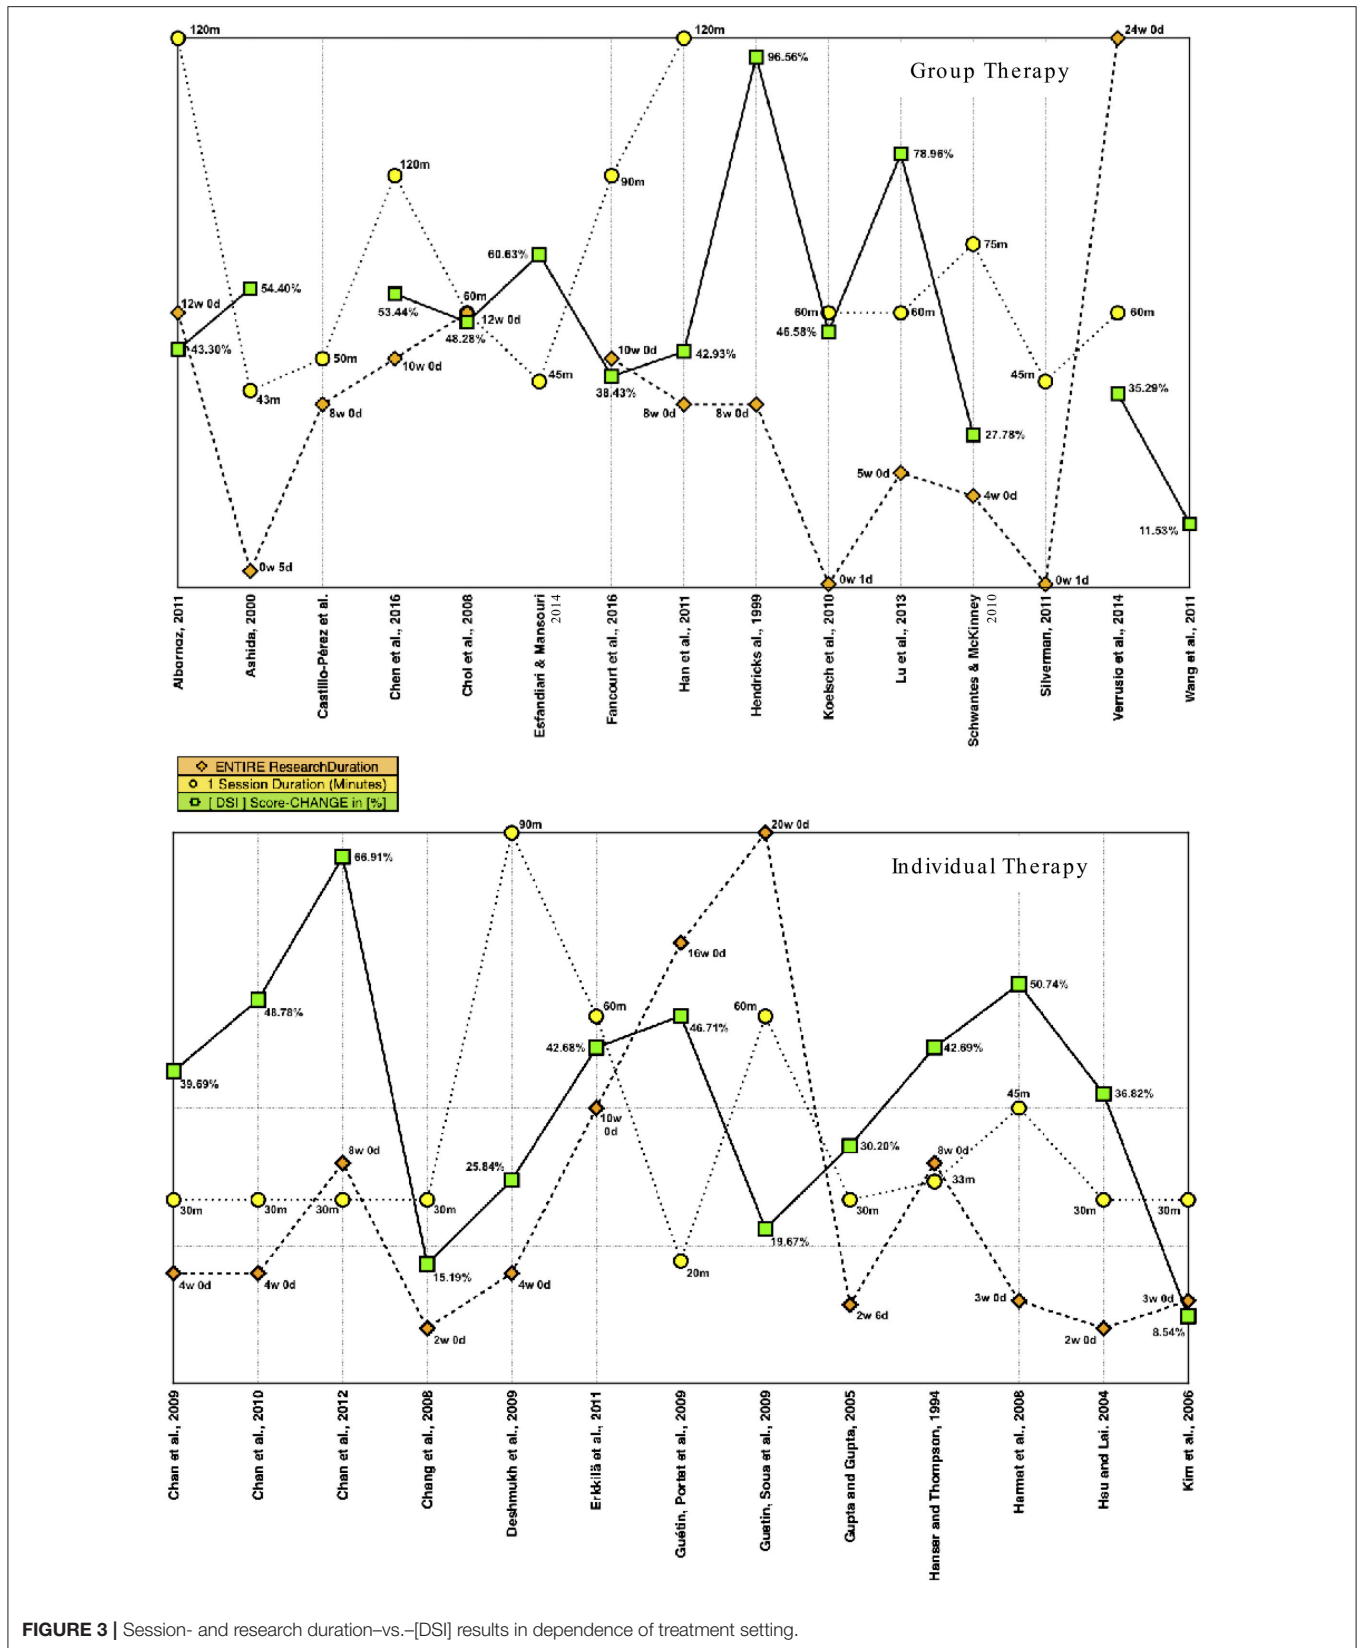 120m
120m
24w 0d
96.56%
Group Therapy
120m
90m
78.96%
75m
60.63%
12w 0d
54.40%
60m
53.44%
12w 0d
48.28%
43.30%
10w 0d
42.93%
60m
60m
60m
46.58%
50m
10w 0d
45m
38.43%
45m
43m
8w 0d
8w 0d
8w 0d
35.29%
27.78%
5w 0d
4w 0d
11.53%
0w 5d
0w 1d
0w 1d
Albornoz, 2011
Ashida, 2000
Castillo-Pérez et al.
Chen et al., 2016
Choi et al., 2008
Esfandiari & Mansouri
2014
Fancourt et al., 2016
Han et al., 2011
Hendricks al., 1999
Koelsch et al., 2010
Lu et al., 2013
Schwantes & McKinney
2010
Silverman, 2011
Verrusio et al., 2014
Wang et al., 2011
ENTIRE ResearchDuration
1 Session Duration (Minutes)
[ DSI ] Score-CHANGE in [%]
90m
20w 0d
66.91%
Individual Therapy
16w 0d
50.74%
48.78%
60m
46.71%
60m
42.68%
42.69%
39.69%
36.82%
10w
0d
45m
8w 0d
30.20%
8w 0d
25.84%
33m
30m
30m
30m
30m
30m
30m
30m
19.67%
4w 0d
4w 0d
15.19%
4w 0d
20m
2w 6d
3w 0d
3w 0d
8.54%
2w 0d
2w 0d
Chan et al., 2009
Chan et al., 2010
Chan et al., 2012
Chang et al., 2008
Deshmukh et al., 2009
Erkkilä et al., 2011
Guétin, Portet et al., 2009
Guetin, Soua et al., 2009
Gupta and Gupta, 2005
Hanser and Thompson, 1994
Harmat et al., 2008
Hsu and Lai. 2004
Kim et al., 2006
FIGURE 3 | Session- and research duration–vs.–[DSI] results in dependence of treatment setting.